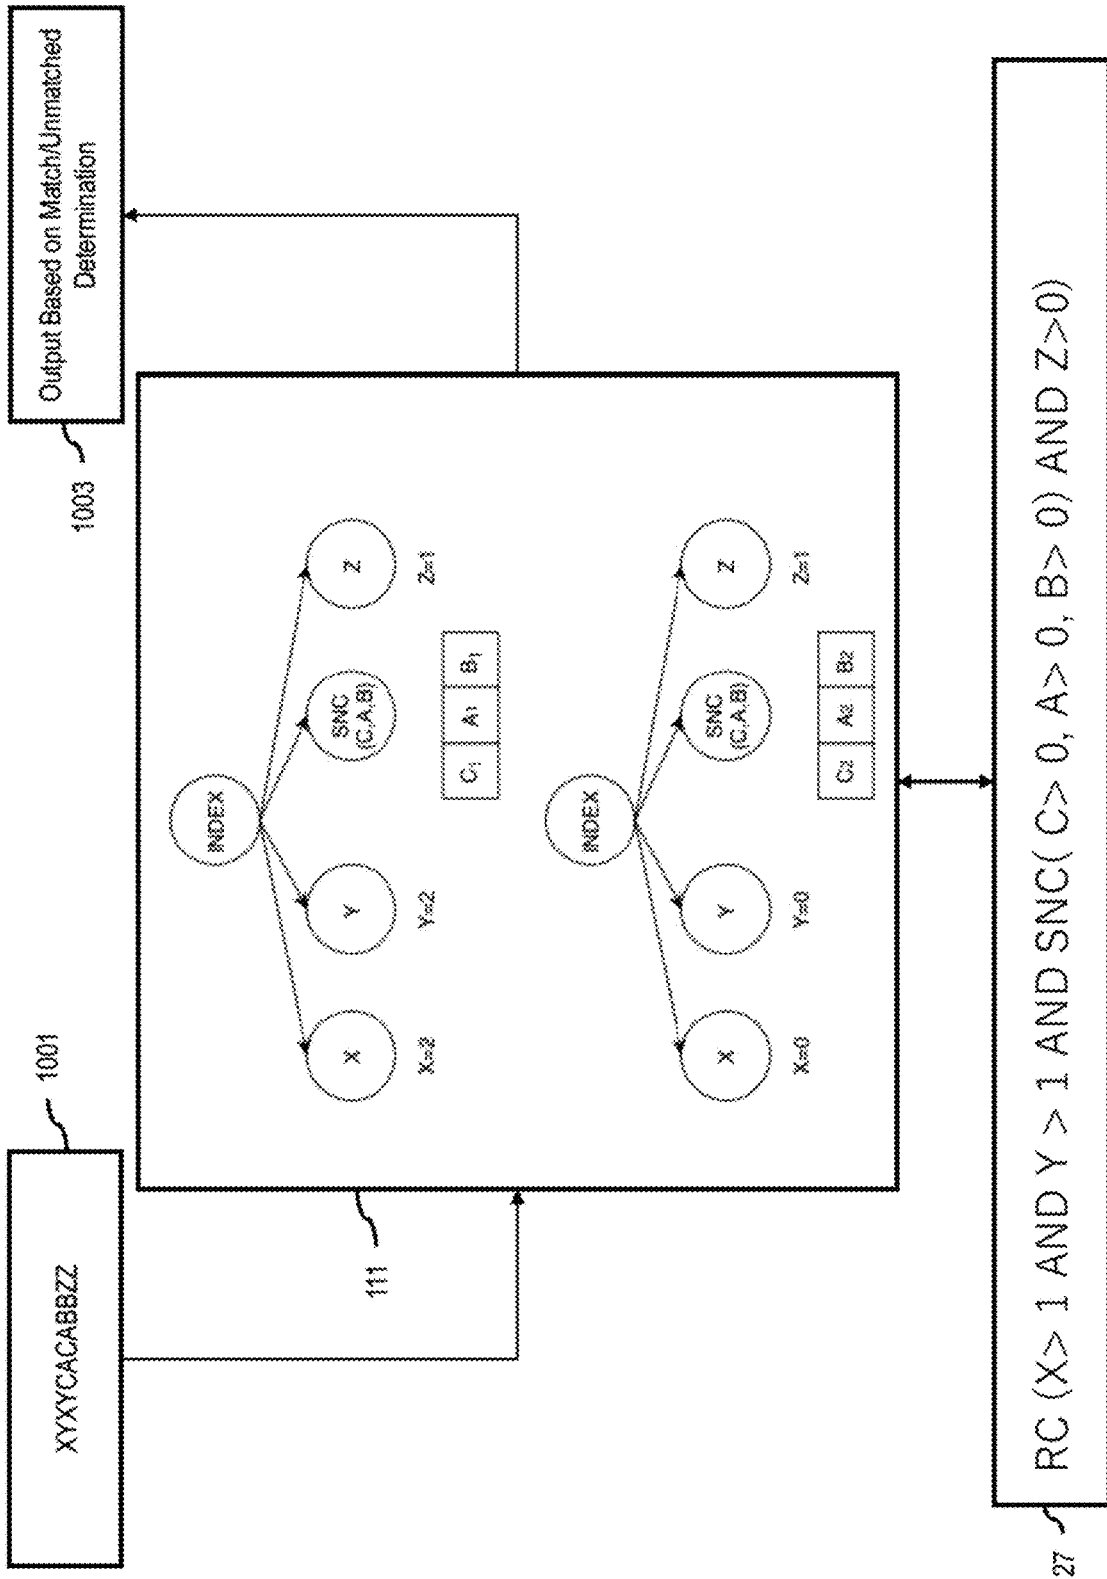 XYXYCACABBZZ
1001
Output Based on Match/Unmatched
Determination
1003
111
INDEX
X
Y
SNC
(C.A.B)
Z
X=2
Y=2
C1
A1
B1
Z=1
INDEX
X
Y
SNC
(C.A.B)
Z
X=0
Y=0
C2
A2
B2
Z=1
RC (X> 1 AND Y > 1 AND SNC( C> 0, A> 0, B> 0) AND Z>0)
27